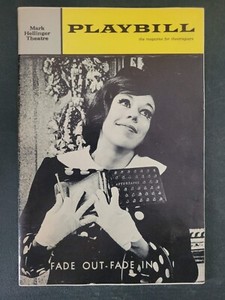 Mark
Hellinger
Theatre
PLAYBILL
the magazine for theatregoers
FADE OUT-FADE IN